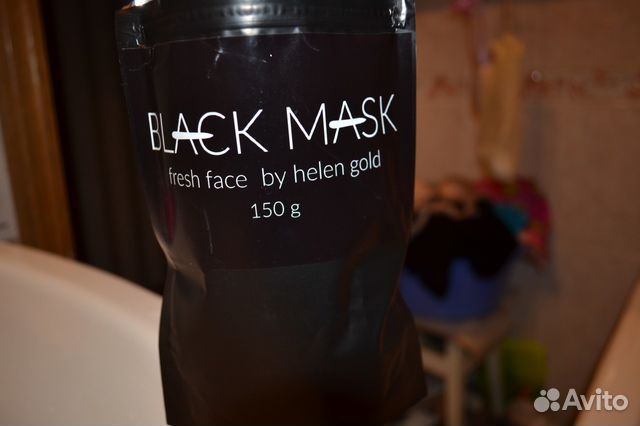 BLACK MASK
fresh face by helen gold
150 g
Avito